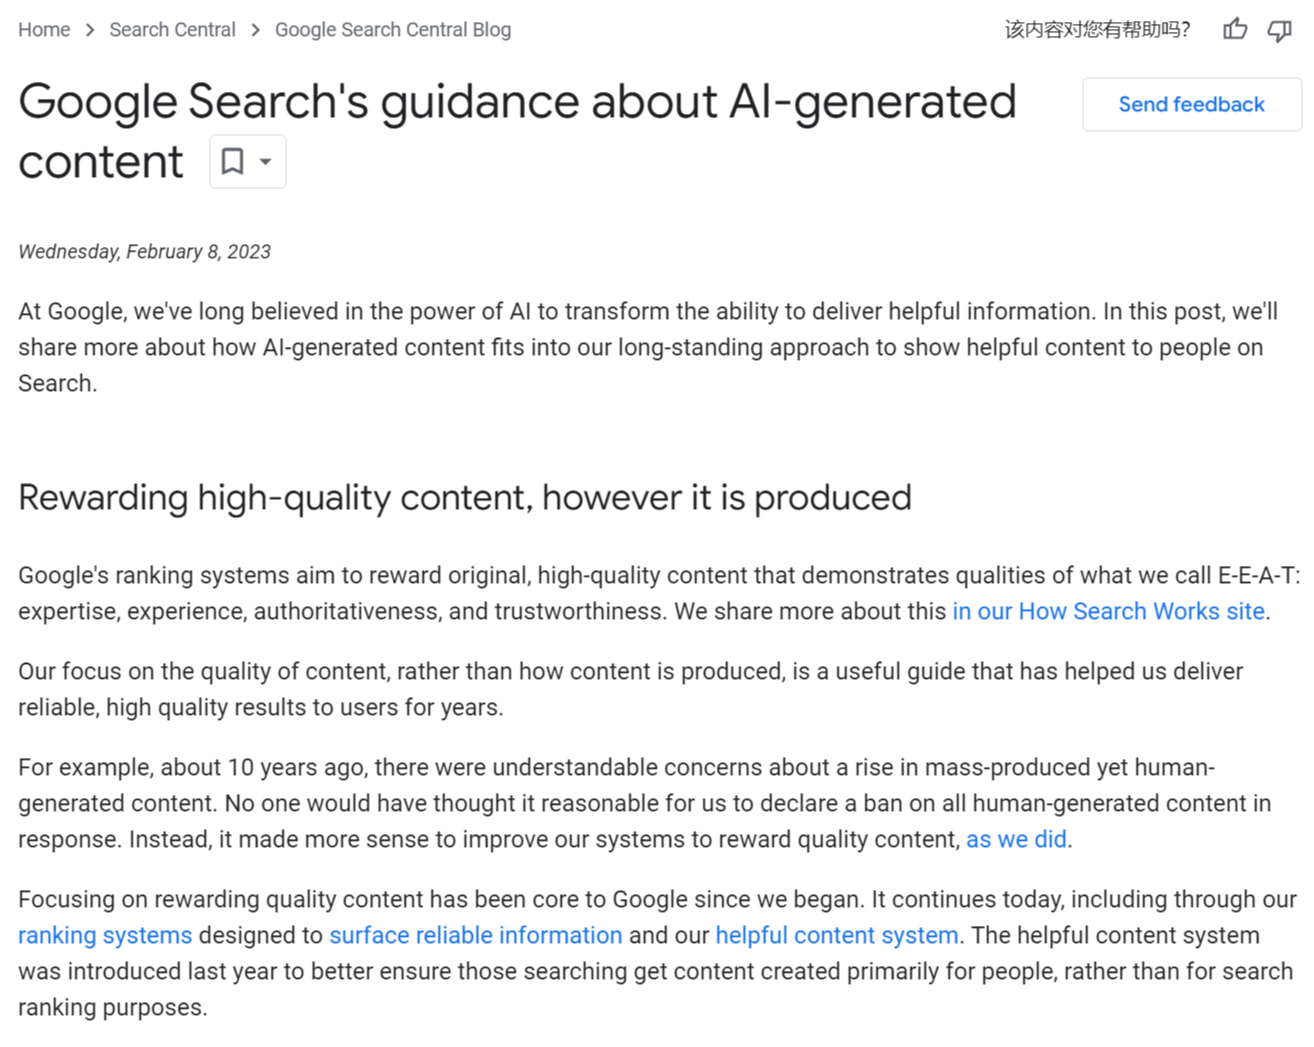 Home > Search Central > Google Search Central Blog
该内容对您有帮助吗?
Google Search's guidance about AI-generated
content
Send feedback
Wednesday, February 8, 2023
At Google, we've long believed in the power of AI to transform the ability to deliver helpful information. In this post, we'll
share more about how AI-generated content fits into our long-standing approach to show helpful content to people on
Search.
Rewarding high-quality content, however it is produced
Google's ranking systems aim to reward original, high-quality content that demonstrates qualities of what we call E-E-A-T:
expertise, experience, authoritativeness, and trustworthiness. We share more about this in our How Search Works site.
Our focus on the quality of content, rather than how content is produced, is a useful guide that has helped us deliver
reliable, high quality results to users for years.
For example, about 10 years ago, there were understandable concerns about a rise in mass-produced yet human-
generated content. No one would have thought it reasonable for us to declare a ban on all human-generated content in
response. Instead, it made more sense to improve our systems to reward quality content, as we did.
Focusing on rewarding quality content has been core to Google since we began. It continues today, including through our
ranking systems designed to surface reliable information and our helpful content system. The helpful content system
was introduced last year to better ensure those searching get content created primarily for people, rather than for search
ranking purposes.